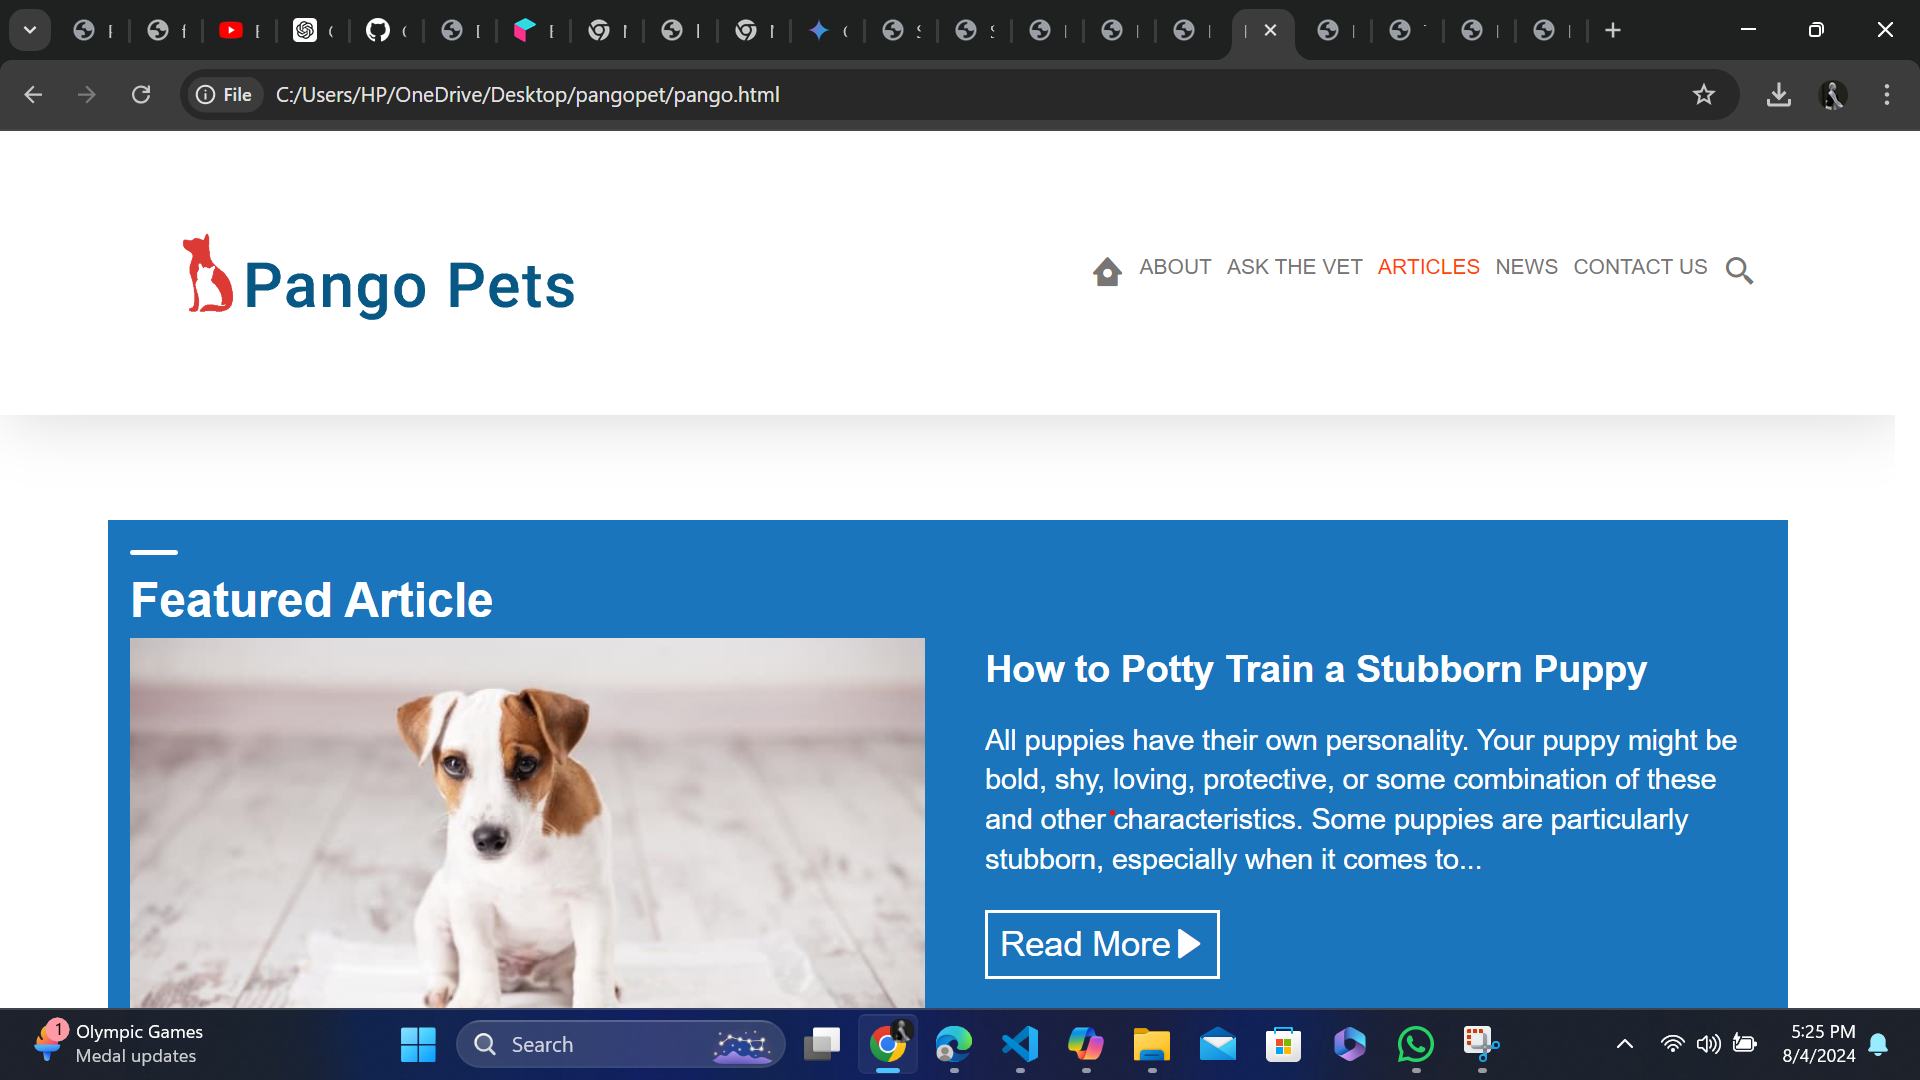 File
C:/Users/HP/OneDrive/Desktop/pangopet/pango.html
Pango Pets
ABOUT ASK THE VET ARTICLES NEWS CONTACT US
Featured Article
How to Potty Train a Stubborn Puppy
All puppies have their own personality. Your puppy might be
bold, shy, loving, protective, or some combination of these
and other characteristics. Some puppies are particularly
stubborn, especially when it comes to...
Read More
1
Olympic Games
Medal updates
Search
5:25 PM
8/4/2024